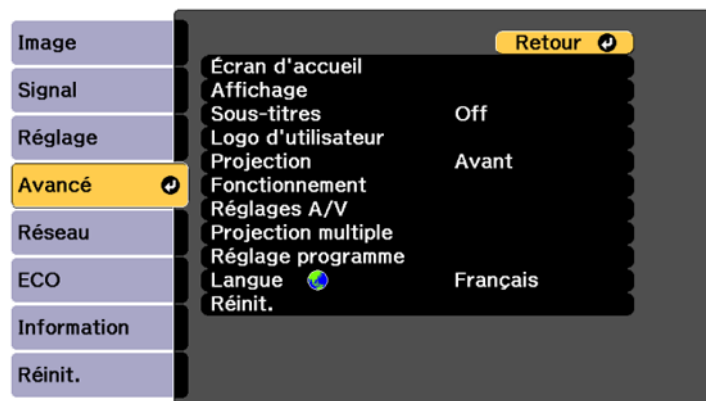 Image
Signal
Réglage
Avancé
Réseau
ECO
Information
Réinit.
Retour
Écran d'accueil
Affichage
Sous-titres Off
Logo d'utilisateur
Projection Avant
Fonctionnement
Réglages A/V
Projection multiple
Réglage programme
Langue Français
Réinit.